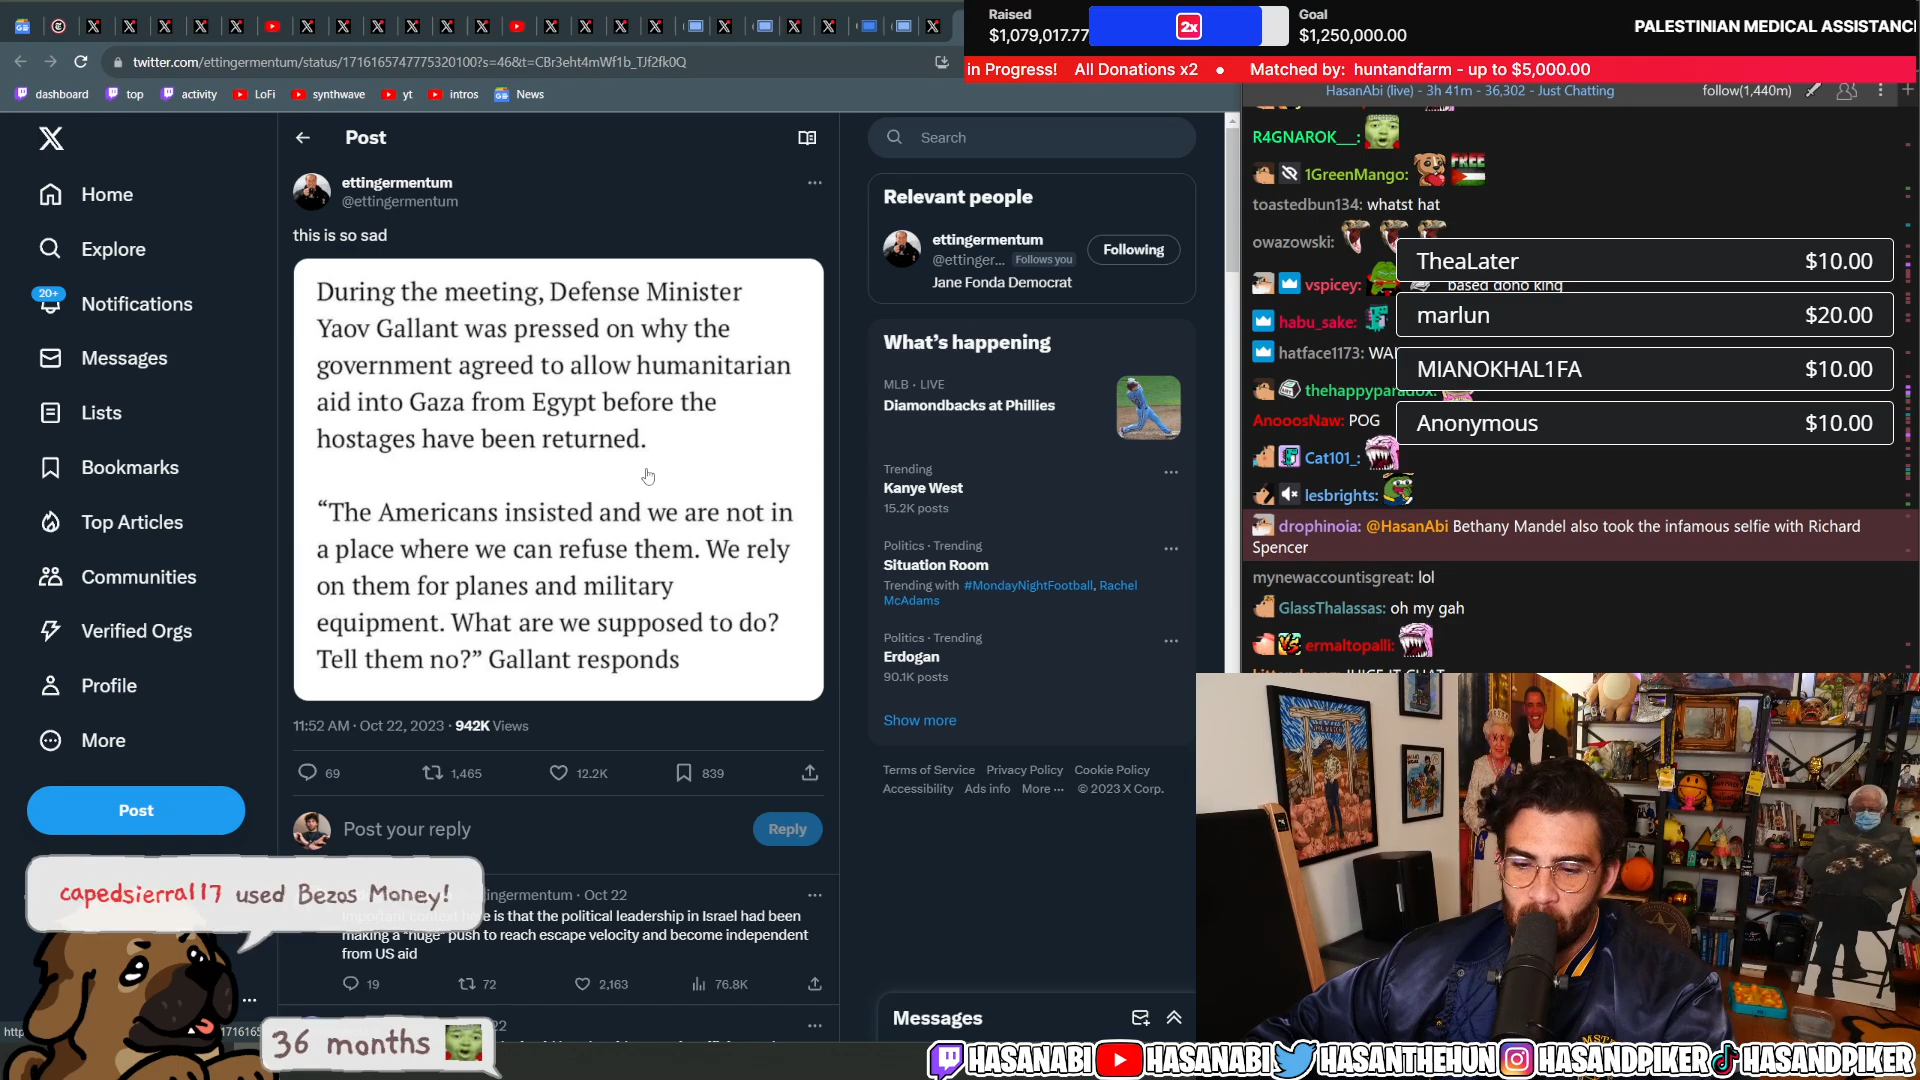 Raised
$1,079,017.77
2x
Goal
$1,250,000.00
PALESTINIAN MEDICAL ASSISTANC
in Progress! All Donations x2 • Matched by: huntandfarm - up to $5,000.00
twitter.com/ettingermentum/status/1716165747775320100?s=46&t=CBr3eht4mWf1b_TJf2fk0Q
dashboard
top
activity
LoFi
synthwave
yt
intros
News
HasanAbi (live) - 3h 41m - 36,302 - Just Chatting
follow(1,440m)
Home
Explore
20+
Notifications
Messages
Lists
Bookmarks
Top Articles
Communities
Verified Orgs
Profile
More
Post
Post
ettingermentum
@ettingermentum
this is so sad
During the meeting, Defense Minister
Yaov Gallant was pressed on why the
government agreed to allow humanitarian
aid into Gaza from Egypt before the
hostages have been returned.
“The Americans insisted and we are not in
a place where we can refuse them. We rely
on them for planes and military
equipment. What are we supposed to do?
Tell them no?” Gallant responds
11:52 AM · Oct 22, 2023 · 942K Views
69
1,465
12.2K
839
Post your reply
Reply
ingermentum · Oct 22
Important context here is that the political leadership in Israel had been
making a *huge* push to reach escape velocity and become independent
from US aid
19
72
2,163
76.8K
22
Search
Relevant people
ettingermentum
@ettinger... Follows you
Following
Jane Fonda Democrat
What’s happening
MLB · LIVE
Diamondbacks at Phillies
Trending
Kanye West
15.2K posts
Politics · Trending
Situation Room
Trending with #MondayNightFootball, Rachel
McAdams
Politics · Trending
Erdogan
90.1K posts
Show more
Terms of Service Privacy Policy Cookie Policy
Accessibility Ads info More ··· © 2023 X Corp.
Messages
R4GNAROK___:
1GreenMango:
FREE
toastedbun134: whatst hat
owazowski:
vspicey:
based dono king
habu_sake:
hatface1173: WA
thehappyparadox:
AnooosNaw: POG
Cat101_:
lesbrights:
drophinoia: @HasanAbi Bethany Mandel also took the infamous selfie with Richard
Spencer
mynewaccountisgreat: lol
GlassThalassas: oh my gah
ermaltopalli:
TheaLater $10.00
marlun $20.00
MIANOKHAL1FA $10.00
Anonymous $10.00
capedsierra117 used Bezos Money!
36 months
HASANABI
HASANABI
HASANTHEHUN
HASANDPIKER
HASANDPIKER